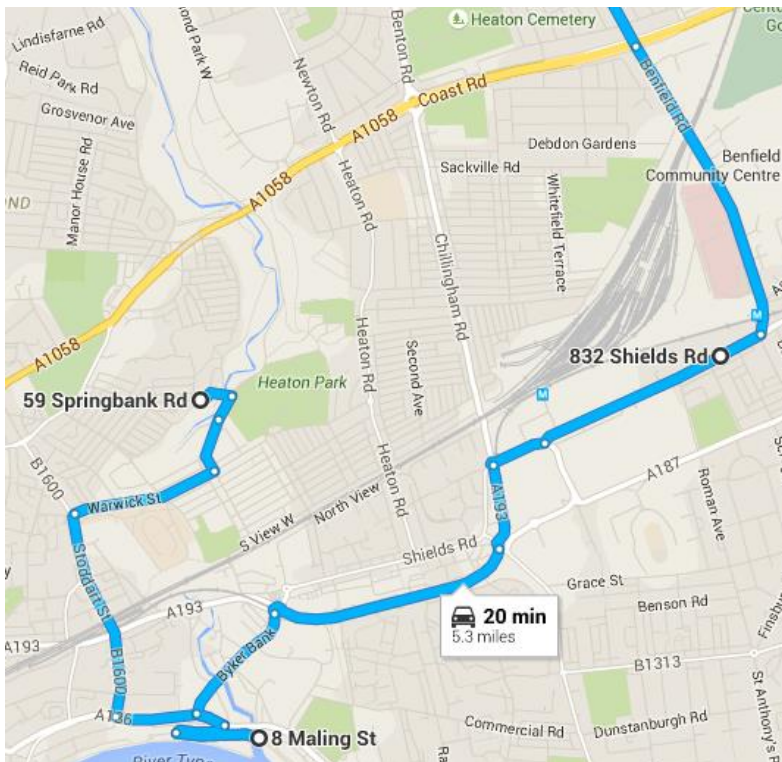 Lindisfarne Rd
Reid Park Rd
Grosvenor Ave
Manor House Rd
Newton Rd
Benton Rd
Heaton Cemetery
Coast Rd
A1058
A1058
A1058
A1058
Heaton Rd
Heaton Rd
Heaton Rd
Sackville Rd
Debdon Gardens
Whitefield Terrace
Chillingham Rd
Benfield Rd
Benfield
Community Centre
M
832 Shields Rd
M
Second Ave
Heaton Park
59 Springbank Rd
B1600
Warwick St
Stoddart St
B1600
S View W
North View
A193
Shields Rd
A187
Roman Ave
Grace St
Benson Rd
B1313
A193
A193
Byker Bank
20 min
5.3 miles
8 Maling St
Commercial Rd
Dunstanburgh Rd
St Anthony's